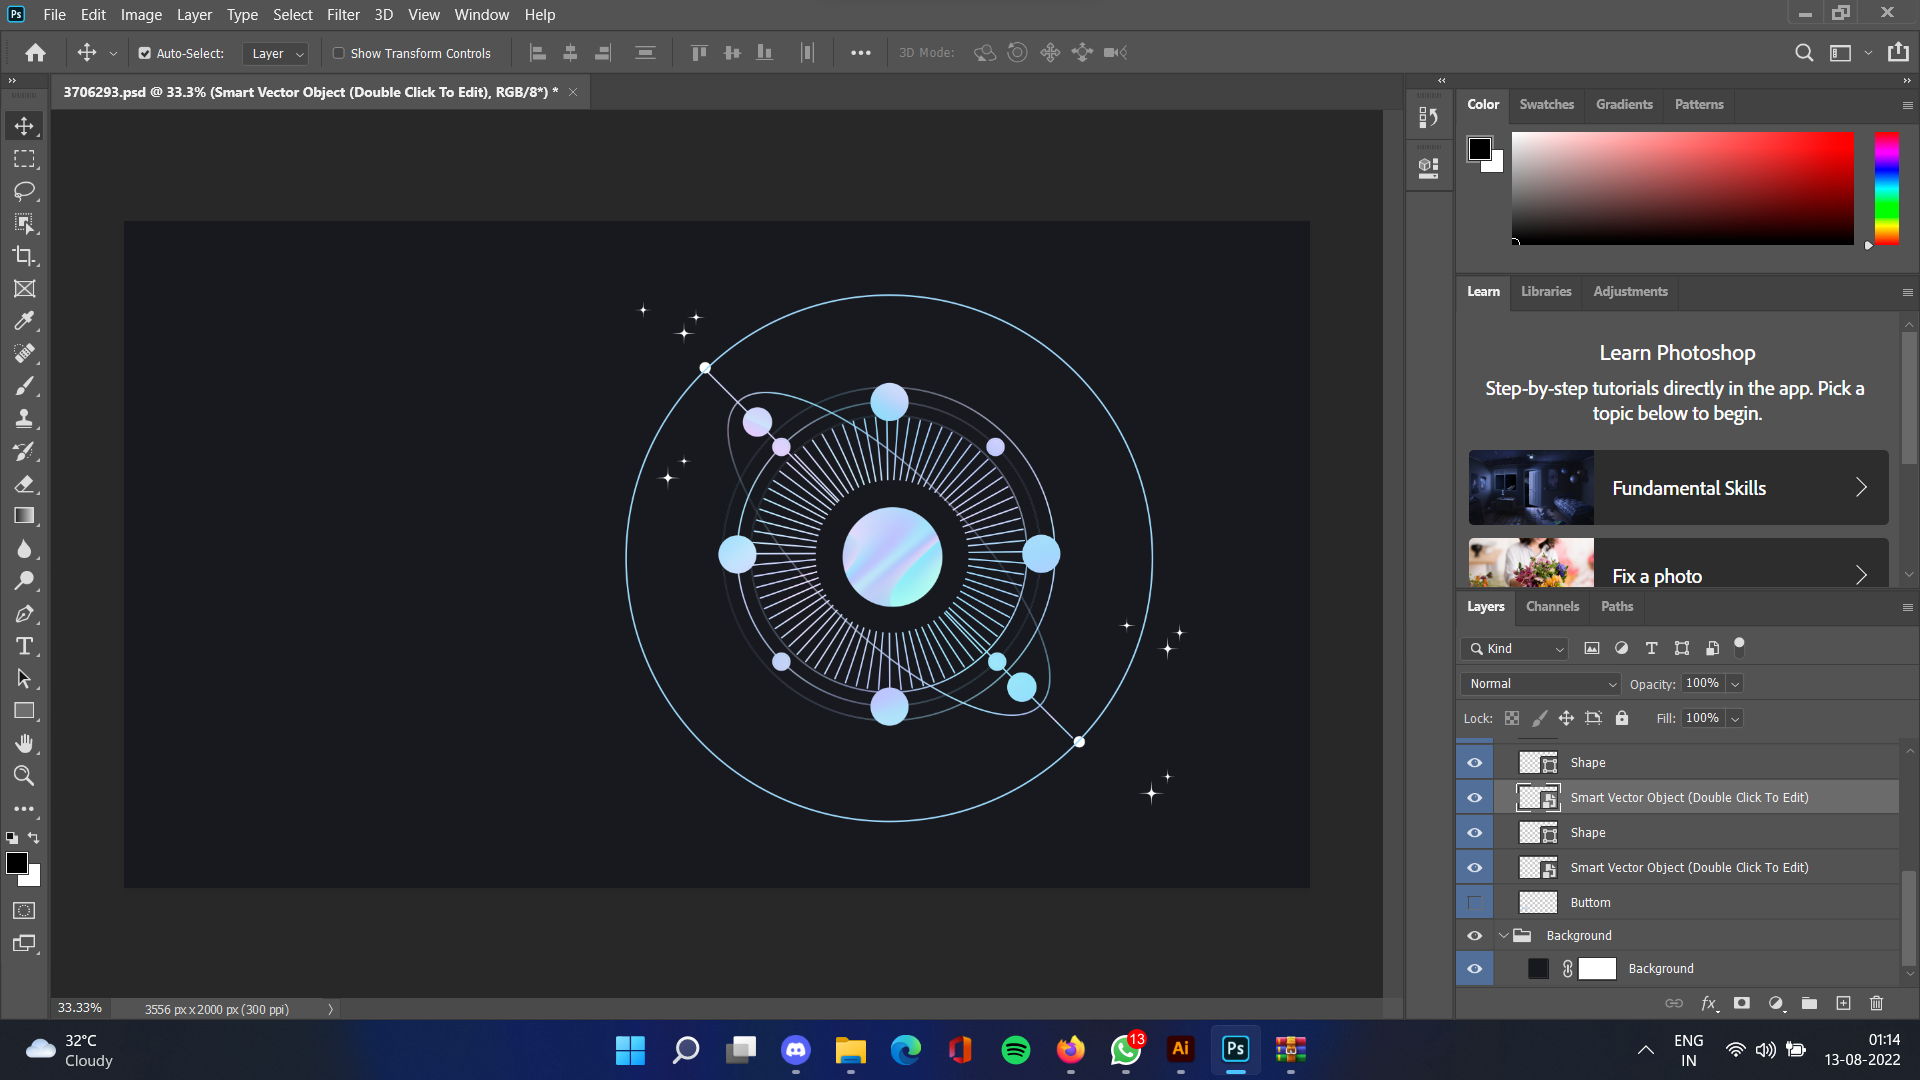 Ps File Edit Image Layer Type Select Filter 3D View Window Help
Auto-Select: Layer Show Transform Controls 3D Mode:
3706293.psd @ 33.3% (Smart Vector Object (Double Click To Edit), RGB/8*) *
Color Swatches Gradients Patterns
Learn Libraries Adjustments
Learn Photoshop
Step-by-step tutorials directly in the app. Pick a
topic below to begin.
Fundamental Skills
Fix a photo
Layers Channels Paths
Kind
Normal Opacity: 100%
Lock: Fill: 100%
Shape
Smart Vector Object (Double Click To Edit)
Shape
Smart Vector Object (Double Click To Edit)
Buttom
Background
Background
fx
33.33% 3556 px x 2000 px (300 ppi)
32°C
Cloudy
13
Ai
Ps
ENG
IN
01:14
13-08-2022